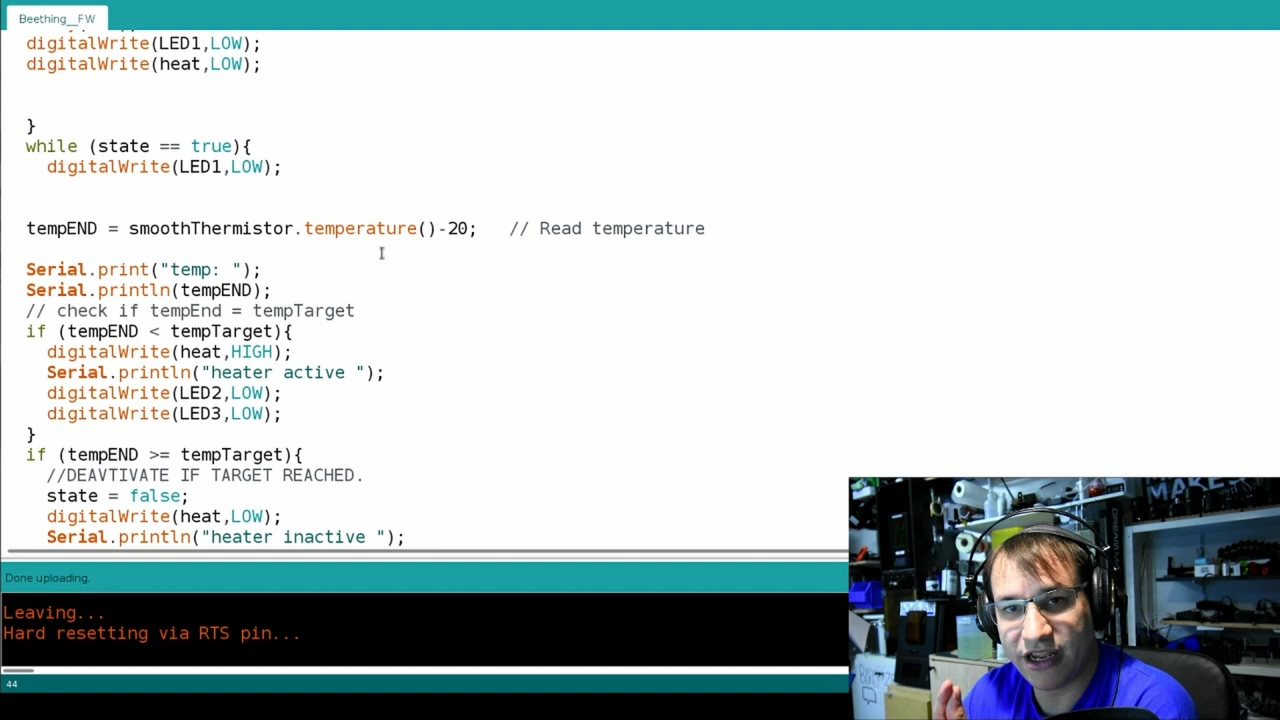 Beething__FW
digitalWrite(LED1,LOW);
digitalWrite(heat,LOW);
}
while (state == true){
digitalWrite(LED1,LOW);
tempEND = smoothThermistor.temperature()-20;   // Read temperature
Serial.print("temp: ");
Serial.println(tempEND);
// check if tempEnd = tempTarget
if (tempEND < tempTarget){
digitalWrite(heat,HIGH);
Serial.println("heater active ");
digitalWrite(LED2,LOW);
digitalWrite(LED3,LOW);
}
if (tempEND >= tempTarget){
//DEAVTIVATE IF TARGET REACHED.
state = false;
digitalWrite(heat,LOW);
Serial.println("heater inactive ");
Done uploading.
Leaving...
Hard resetting via RTS pin...
44